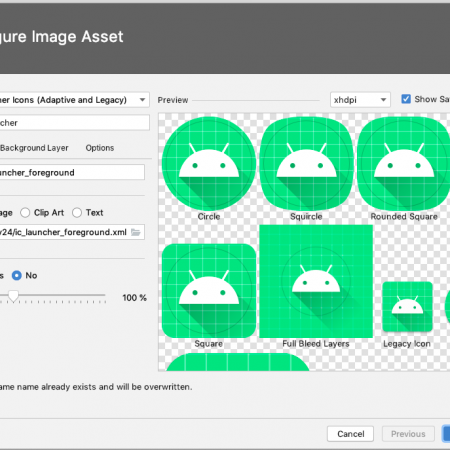 gure Image Asset
er Icons (Adaptive and Legacy)
Preview
xhdpi
Show Sa
cher
Background Layer
Options
uncher_foreground
age
Clip Art
Text
v24/ic_launcher_foreground.xml
s
No
100 %
Circle
Squircle
Rounded Square
Square
Full Bleed Layers
Legacy Icon
ame name already exists and will be overwritten.
Cancel
Previous